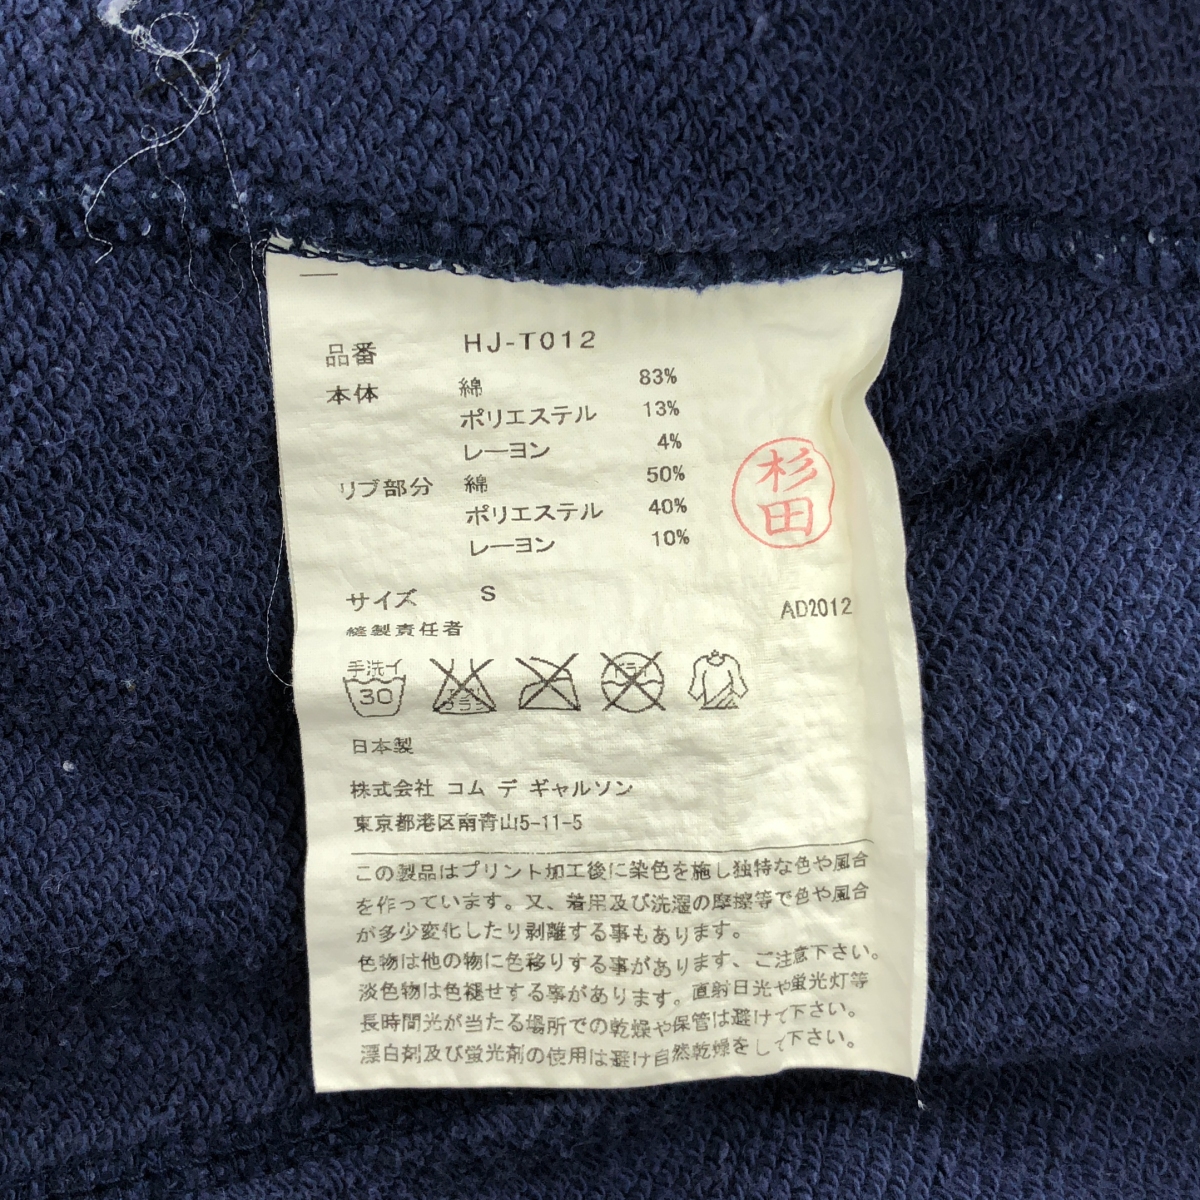 品番 HJ-T012
本体 綿 83%
ポリエステル 13%
レーヨン 4%
リブ部分 綿 50%
ポリエステル 40%
レーヨン 10%
杉田
サイズ S
AD2012
縫製責任者
手洗イ
30
エンソサラシ
ドライ
日本製
株式会社 コム デ ギャルソン
東京都港区南青山5-11-5
この製品はプリント加工後に染色を施し独特な色や風合
を作っています。又、着用及び洗濯の摩擦等で色や風合
が多少変化したり剥離する事もあります。
色物は他の物に色移りする事があります、ご注意下さい。
淡色物は色褪せする事があります。直射日光や蛍光灯等
長時間光が当たる場所での乾燥や保管は避けて下さい。
漂白剤及び蛍光剤の使用は避け自然乾燥をして下さい。